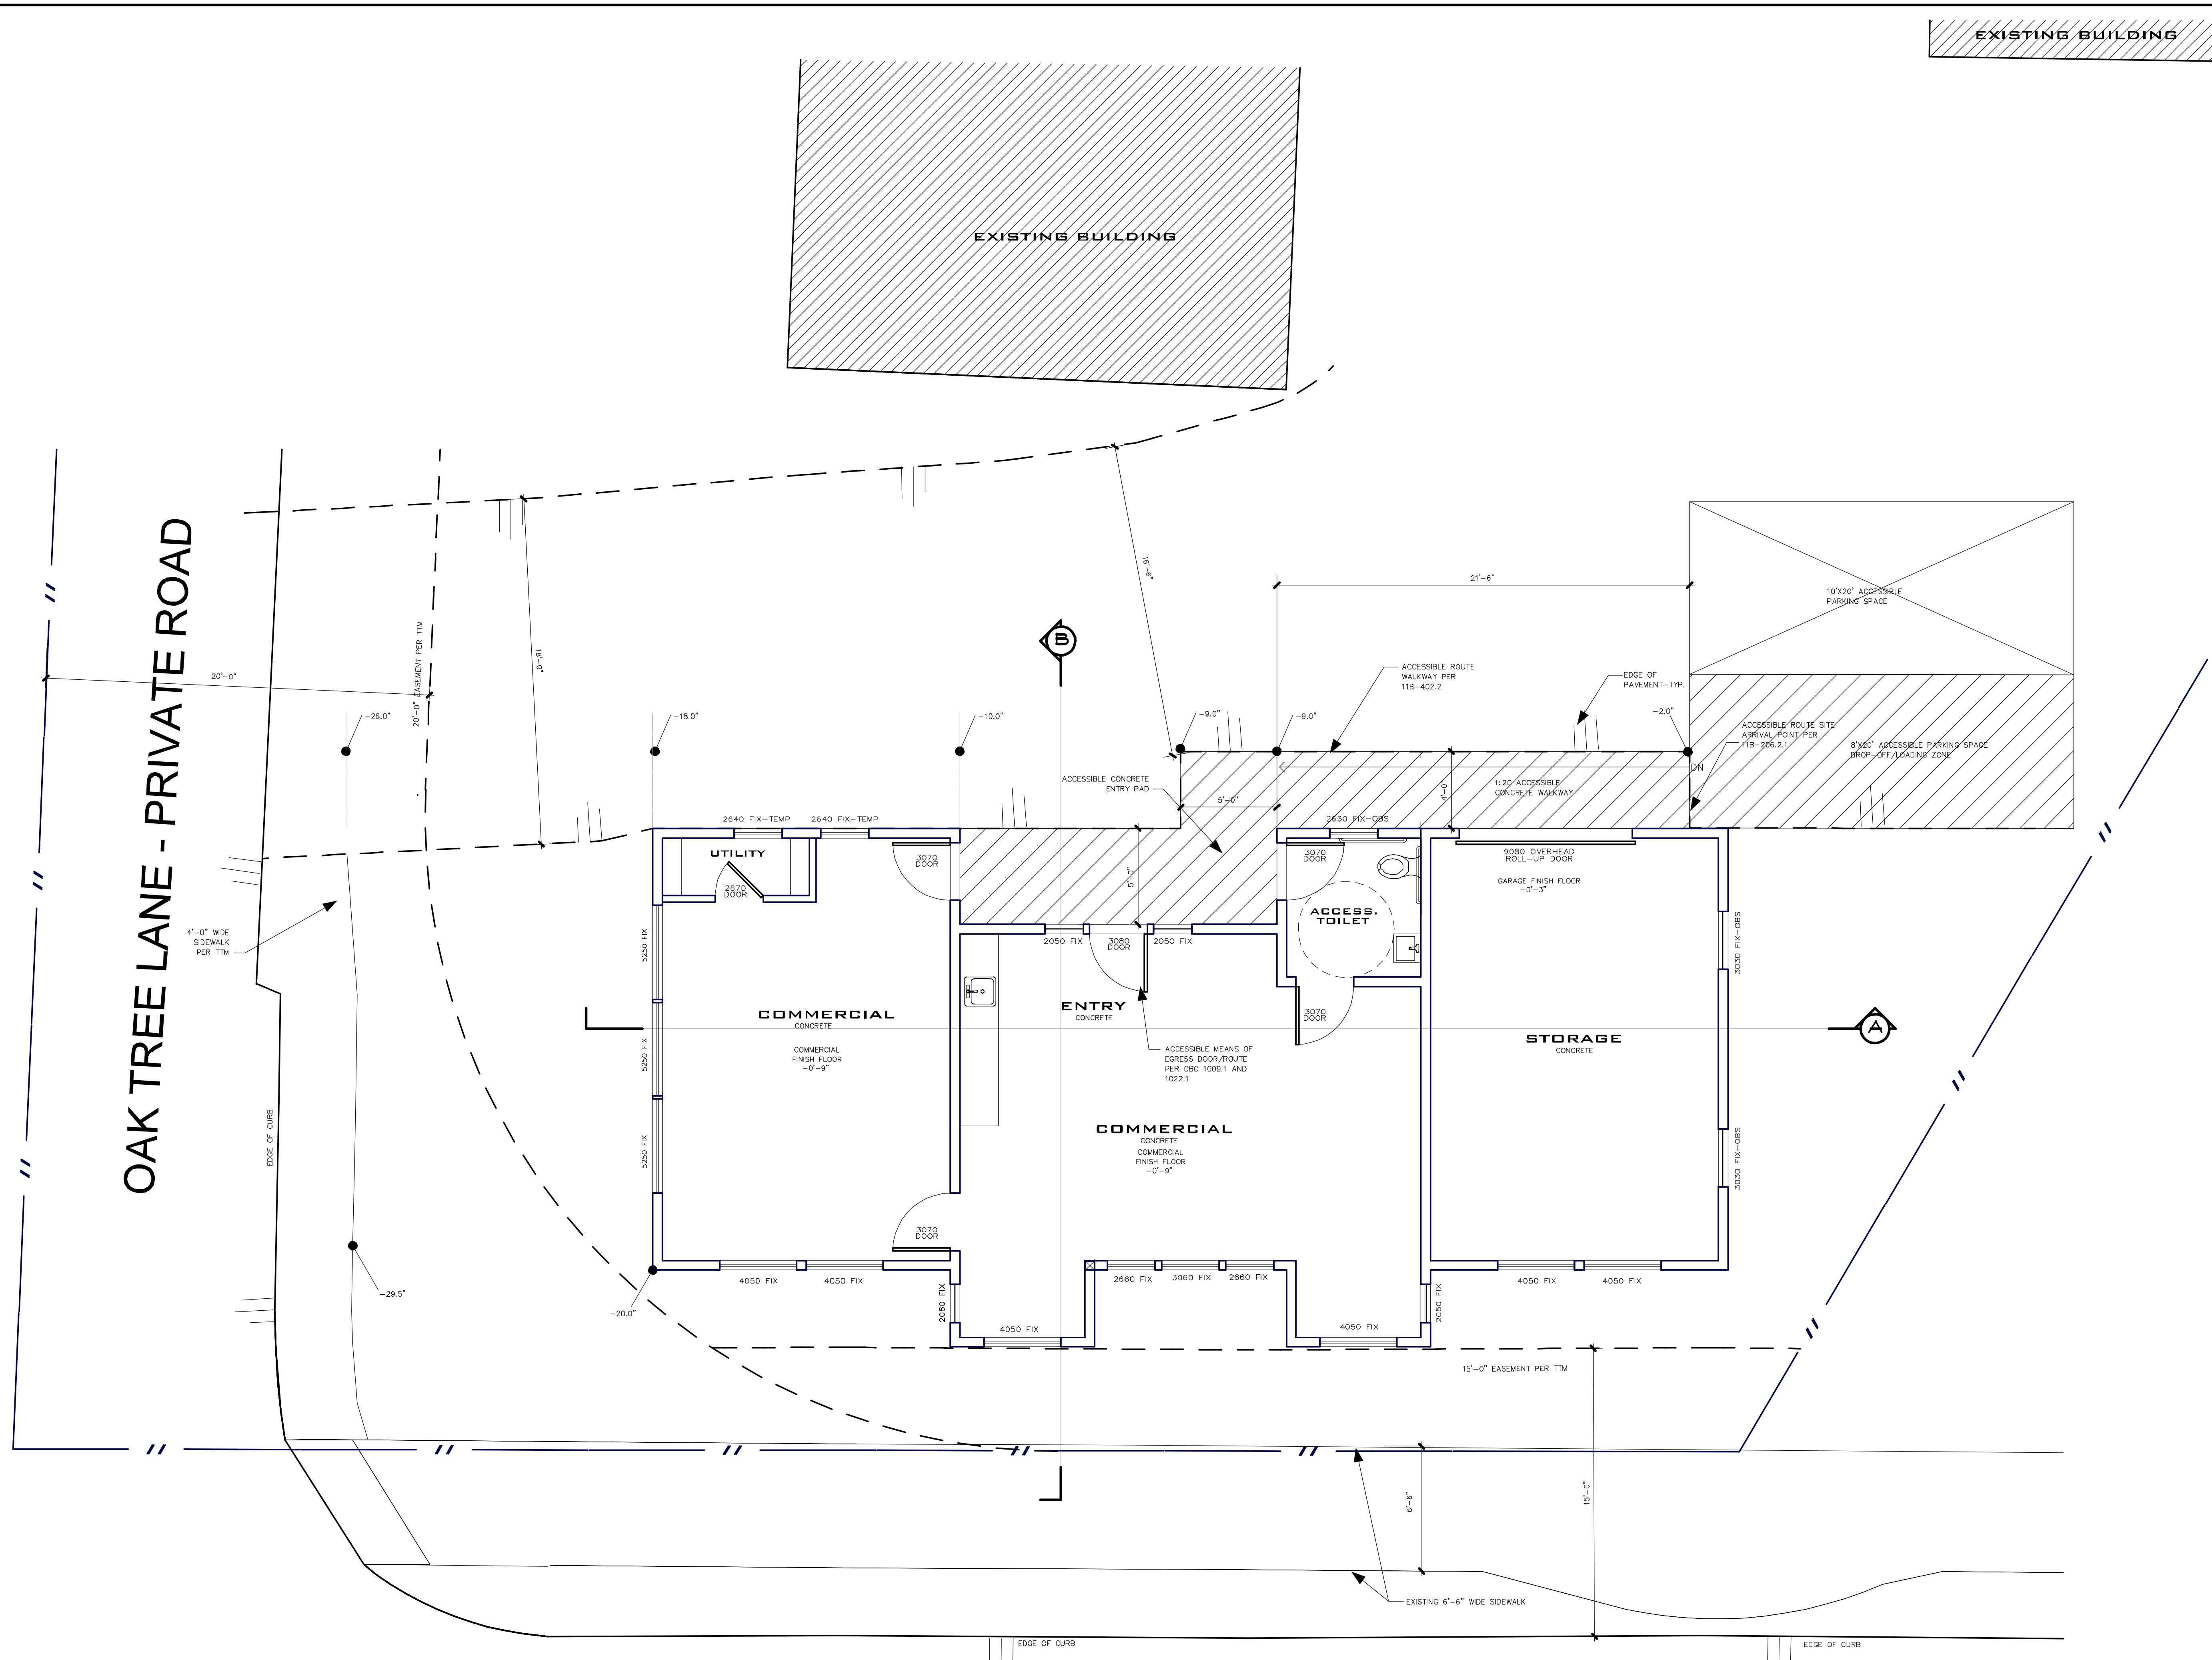 EXISTING BUILDING
EXISTING BUILDING
OAK TREE LANE - PRIVATE ROAD
20'-0"
20'-0" EASEMENT PER TTM
18'-0"
16'-6"
21'-6"
10'X20' ACCESSIBLE
PARKING SPACE
B
ACCESSIBLE ROUTE
WALKWAY PER
11B-402.2
EDGE OF
PAVEMENT-TYP.
-26.0"
-18.0"
-10.0"
-9.0"
-9.0"
-2.0"
ACCESSIBLE ROUTE SITE
ARRIVAL POINT PER
11B-206.2.1
8'X20' ACCESSIBLE PARKING SPACE
DROP-OFF/LOADING ZONE
DN
ACCESSIBLE CONCRETE
ENTRY PAD
5'-0"
4'-0"
1:20 ACCESSIBLE
CONCRETE WALKWAY
2640 FIX-TEMP
2640 FIX-TEMP
2630 FIX-OBS
UTILITY
2670
DOOR
3070
DOOR
5'-0"
3070
DOOR
9080 OVERHEAD
ROLL-UP DOOR
GARAGE FINISH FLOOR
-0'-3"
ACCESS.
TOILET
4'-0" WIDE
SIDEWALK
PER TTM
5250 FIX
2050 FIX
3080
DOOR
2050 FIX
3030 FIX-OBS
COMMERCIAL
CONCRETE
COMMERCIAL
FINISH FLOOR
-0'-9"
ENTRY
CONCRETE
3070
DOOR
STORAGE
CONCRETE
A
5250 FIX
ACCESSIBLE MEANS OF
EGRESS DOOR/ROUTE
PER CBC 1009.1 AND
1022.1
EDGE OF CURB
5250 FIX
COMMERCIAL
CONCRETE
COMMERCIAL
FINISH FLOOR
-0'-9"
3030 FIX-OBS
3070
DOOR
-29.5"
-20.0"
4050 FIX
4050 FIX
2050 FIX
2660 FIX
3060 FIX
2660 FIX
2050 FIX
4050 FIX
4050 FIX
4050 FIX
4050 FIX
15'-0" EASEMENT PER TTM
6'-6"
15'-0"
EXISTING 6'-6" WIDE SIDEWALK
EDGE OF CURB
EDGE OF CURB